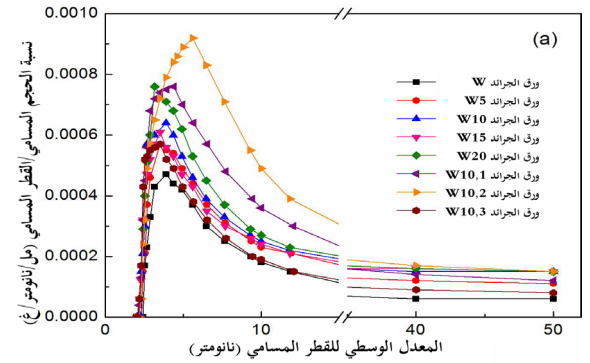 (a)
نسبة الحجم المسامي/القطر المسامي (مل/نانومتر/غ)
0.0010
0.0008
0.0006
0.0004
0.0002
0.0000
ورق الجرائد W
ورق الجرائد W5
ورق الجرائد W10
ورق الجرائد W15
ورق الجرائد W20
ورق الجرائد W10,1
ورق الجرائد W10,2
ورق الجرائد W10,3
0 10 40 50
المعدل الوسطي للقطر المسامي (نانومتر)